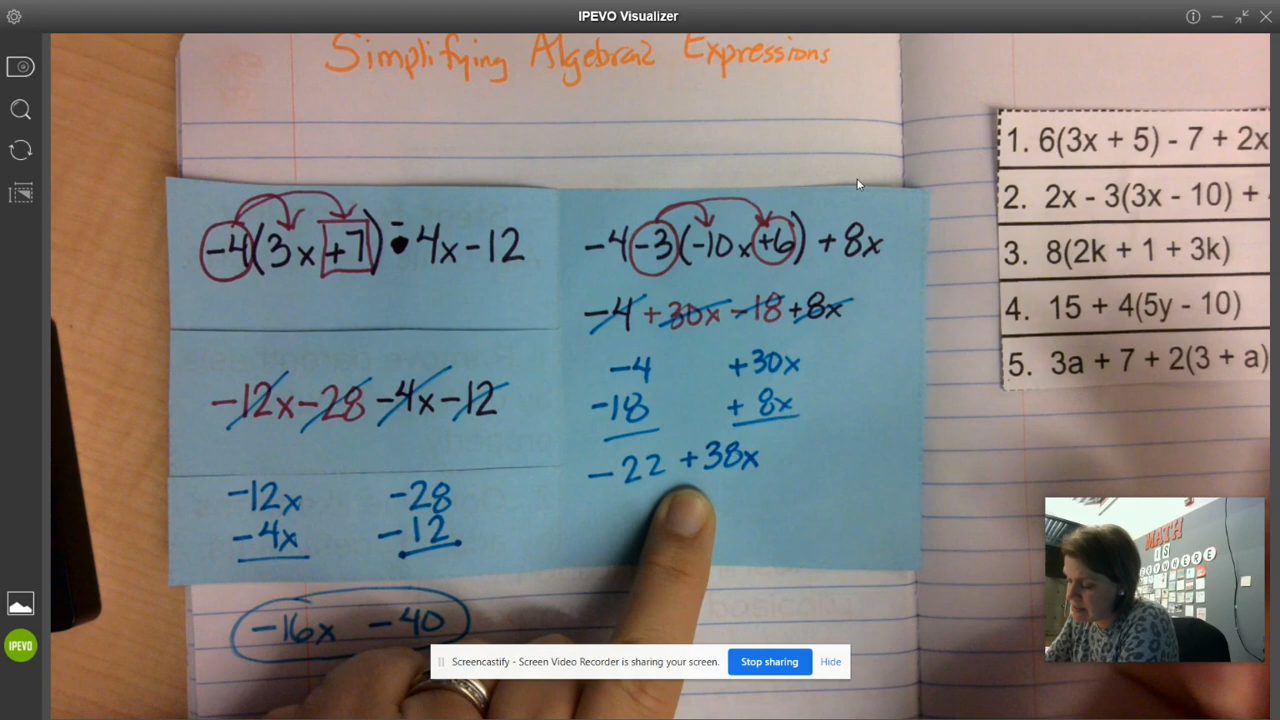 IPEVO Visualizer
Simplifying Algebraic Expressions
-4(3x+7) - 4x-12
-12x-28 -4x-12
-12x -28
-4x -12
-16x -40
-4-3(-10x+6)+8x
-4+30x-18+8x
-4 +30x
-18 +8x
-22 +38x
1. 6(3x + 5) - 7 + 2x
2. 2x - 3(3x - 10) +
3. 8(2k + 1 + 3k)
4. 15 + 4(5y - 10)
5. 3a + 7 + 2(3 + a)
MATH
IS
EVERYWHERE
IPEVO
Screencastify - Screen Video Recorder is sharing your screen.
Stop sharing
Hide